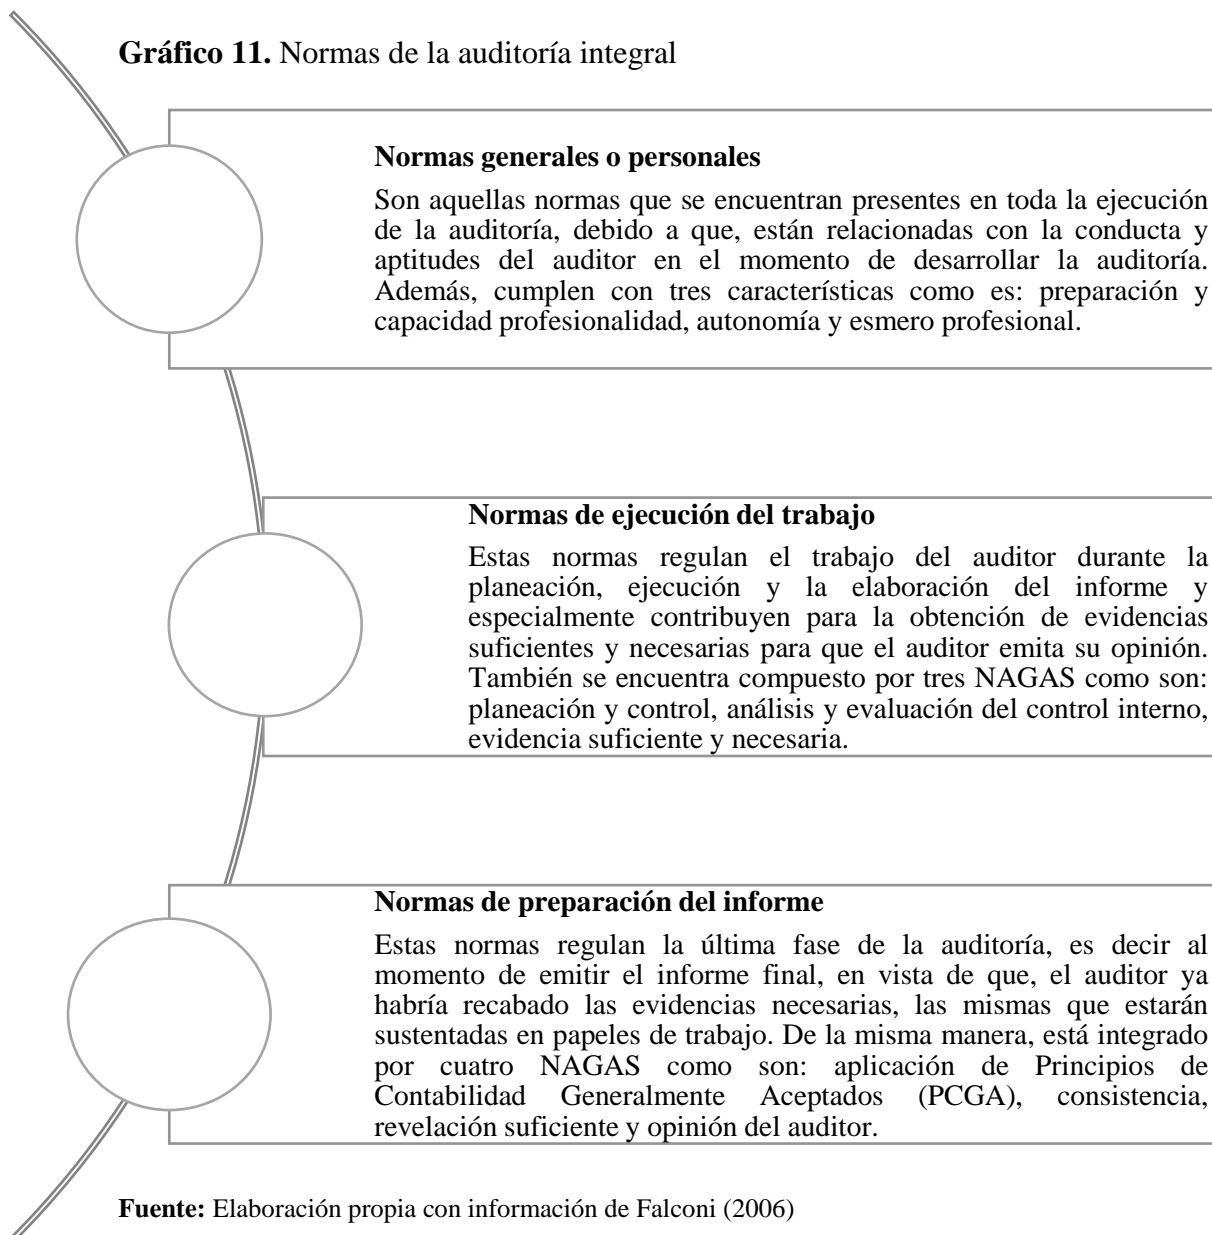 Gráfico 11. Normas de la auditoría integral
Normas generales o personales
Son aquellas normas que se encuentran presentes en toda la ejecución
de la auditoría, debido a que, están relacionadas con la conducta y
aptitudes del auditor en el momento de desarrollar la auditoría.
Además, cumplen con tres características como es: preparación y
capacidad profesionalidad, autonomía y esmero profesional.
Normas de ejecución del trabajo
Estas normas regulan el trabajo del auditor durante la
planeación, ejecución y la elaboración del informe y
especialmente contribuyen para la obtención de evidencias
suficientes y necesarias para que el auditor emita su opinión.
También se encuentra compuesto por tres NAGAS como son:
planeación y control, análisis y evaluación del control interno,
evidencia suficiente y necesaria.
Normas de preparación del informe
Estas normas regulan la última fase de la auditoría, es decir al
momento de emitir el informe final, en vista de que, el auditor ya
habría recabado las evidencias necesarias, las mismas que estarán
sustentadas en papeles de trabajo. De la misma manera, está integrado
por cuatro NAGAS como son: aplicación de Principios de
Contabilidad Generalmente Aceptados (PCGA), consistencia,
revelación suficiente y opinión del auditor.
Fuente: Elaboración propia con información de Falconi (2006)